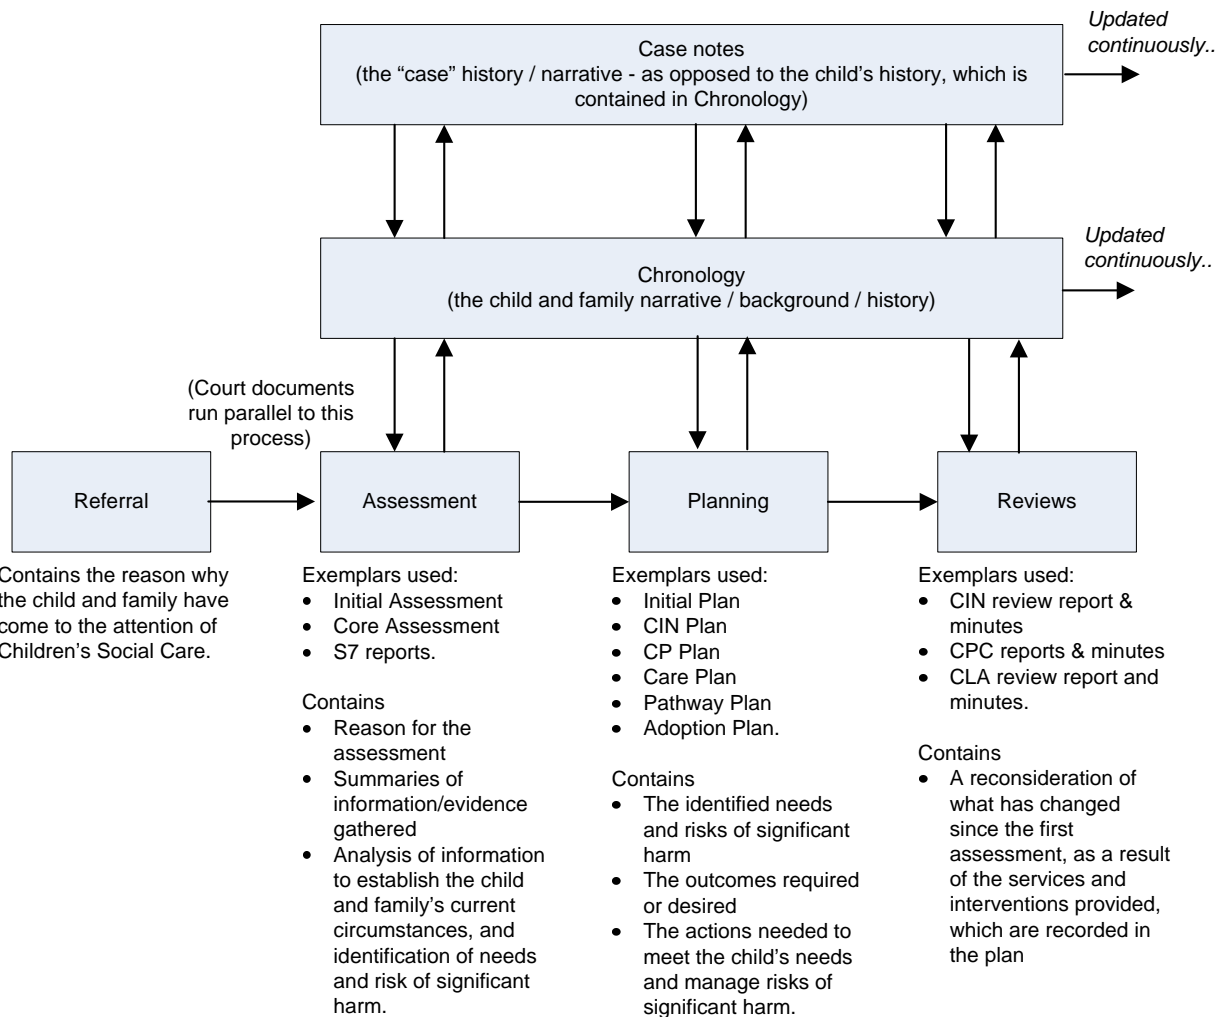 Updated
continuously..
Case notes
(the “case” history / narrative - as opposed to the child’s history, which is
contained in Chronology)
Updated
continuously..
Chronology
(the child and family narrative / background / history)
(Court documents
run parallel to this
process)
Referral
Assessment
Planning
Reviews
Contains the reason why
the child and family have
come to the attention of
Children’s Social Care.
Exemplars used:
• Initial Assessment
• Core Assessment
• S7 reports.
Contains
• Reason for the
assessment
• Summaries of
information/evidence
gathered
• Analysis of information
to establish the child
and family’s current
circumstances, and
identification of needs
and risk of significant
harm.
Exemplars used:
• Initial Plan
• CIN Plan
• CP Plan
• Care Plan
• Pathway Plan
• Adoption Plan.
Contains
• The identified needs
and risks of significant
harm
• The outcomes required
or desired
• The actions needed to
meet the child’s needs
and manage risks of
significant harm.
Exemplars used:
• CIN review report &
minutes
• CPC reports & minutes
• CLA review report and
minutes.
Contains
• A reconsideration of
what has changed
since the first
assessment, as a result
of the services and
interventions provided,
which are recorded in
the plan